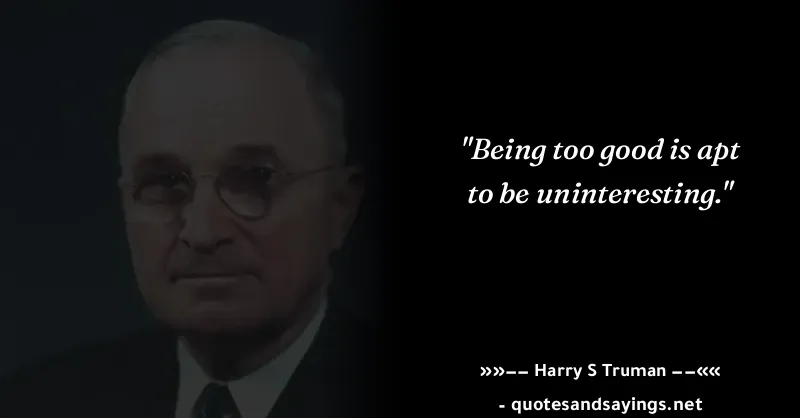 "Being too good is apt
to be uninteresting."
»»–– Harry S Truman ––««
- quotesandsayings.net